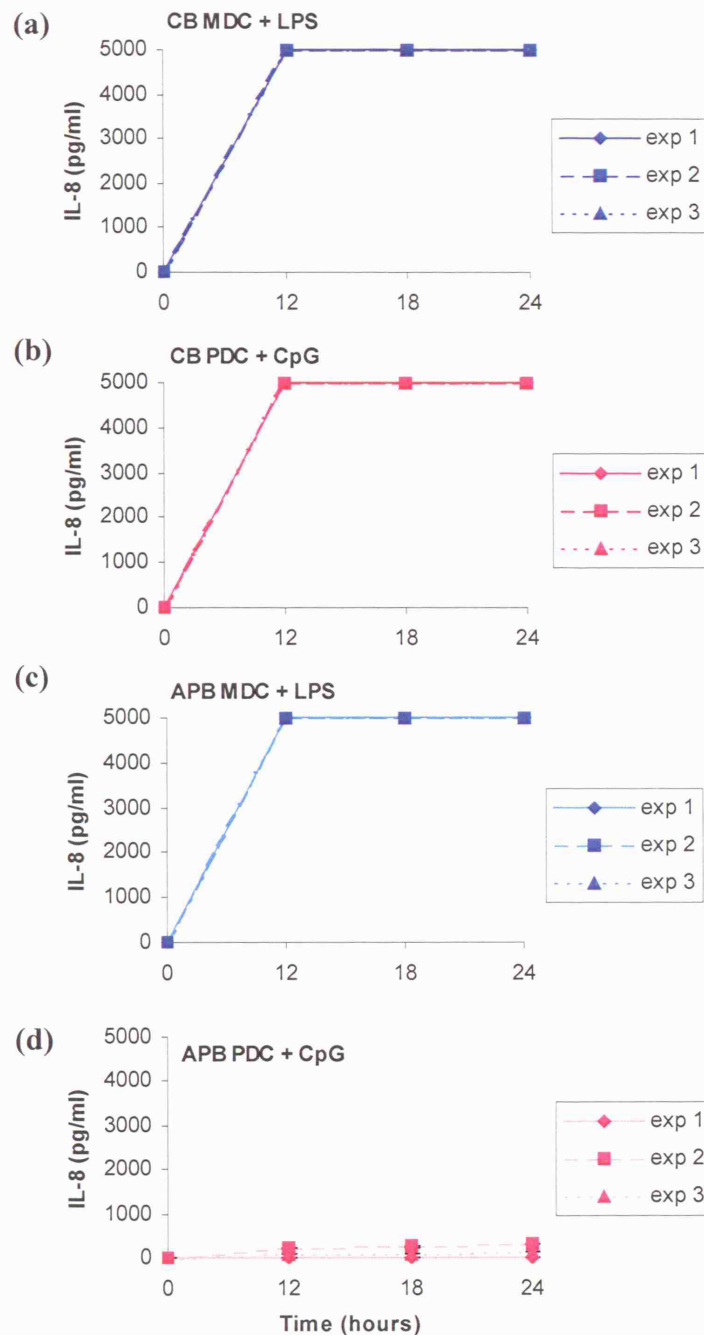 (a)
CB MDC + LPS
5000
4000
3000
2000
1000
0
IL-8 (pg/ml)
0 12 18 24
exp 1
exp 2
exp 3
(b)
CB PDC + CpG
5000
4000
3000
2000
1000
0
IL-8 (pg/ml)
0 12 18 24
exp 1
exp 2
exp 3
(c)
APB MDC + LPS
5000
4000
3000
2000
1000
0
IL-8 (pg/ml)
0 12 18 24
exp 1
exp 2
exp 3
(d)
APB PDC + CpG
5000
4000
3000
2000
1000
0
IL-8 (pg/ml)
0 12 18 24
Time (hours)
exp 1
exp 2
exp 3